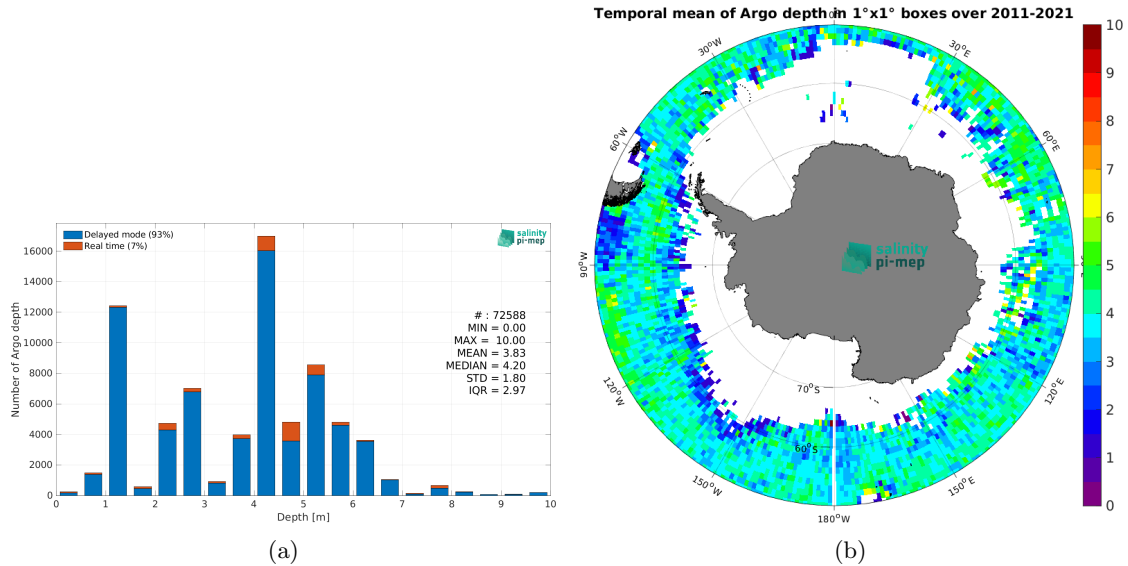 Delayed mode (93%)
Real time (7%)
salinity
pi-mep
Number of Argo depth
16000
14000
12000
10000
8000
6000
4000
2000
0
# : 72588
MIN = 0.00
MAX = 10.00
MEAN = 3.83
MEDIAN = 4.20
STD = 1.80
IQR = 2.97
0 1 2 3 4 5 6 7 8 9 10
Depth [m]
(a)
Temporal mean of Argo depth in 1°x1° boxes over 2011-2021
30°W
30°E
60°W
60°E
90°W
salinity
pi-mep
70°S
60°S
120°W
120°E
150°W
150°E
180°W
10
9
8
7
6
5
4
3
2
1
0
(b)